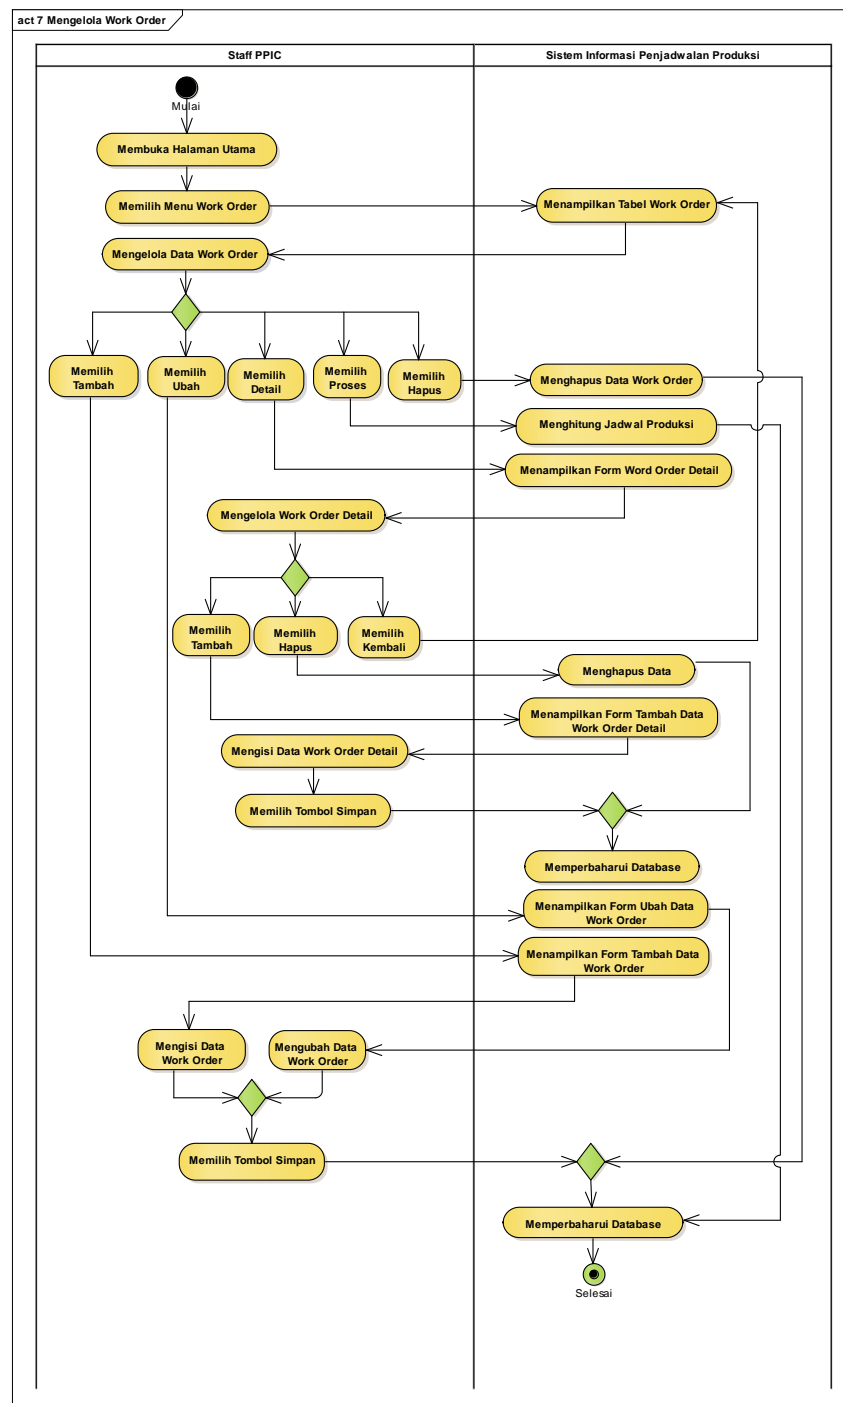 act 7 Mengelola Work Order
Staff PPIC
Sistem Informasi Penjadwalan Produksi
Mulai
Membuka Halaman Utama
Memilih Menu Work Order
Menampilkan Tabel Work Order
Mengelola Data Work Order
Memilih
Tambah
Memilih
Ubah
Memilih
Detail
Memilih
Proses
Memilih
Hapus
Menghapus Data Work Order
Menghitung Jadwal Produksi
Menampilkan Form Word Order Detail
Mengelola Work Order Detail
Memilih
Tambah
Memilih
Hapus
Memilih
Kembali
Menghapus Data
Menampilkan Form Tambah Data
Work Order Detail
Mengisi Data Work Order Detail
Memilih Tombol Simpan
Memperbaharui Database
Menampilkan Form Ubah Data
Work Order
Menampilkan Form Tambah Data
Work Order
Mengisi Data
Work Order
Mengubah Data
Work Order
Memilih Tombol Simpan
Memperbaharui Database
Selesai